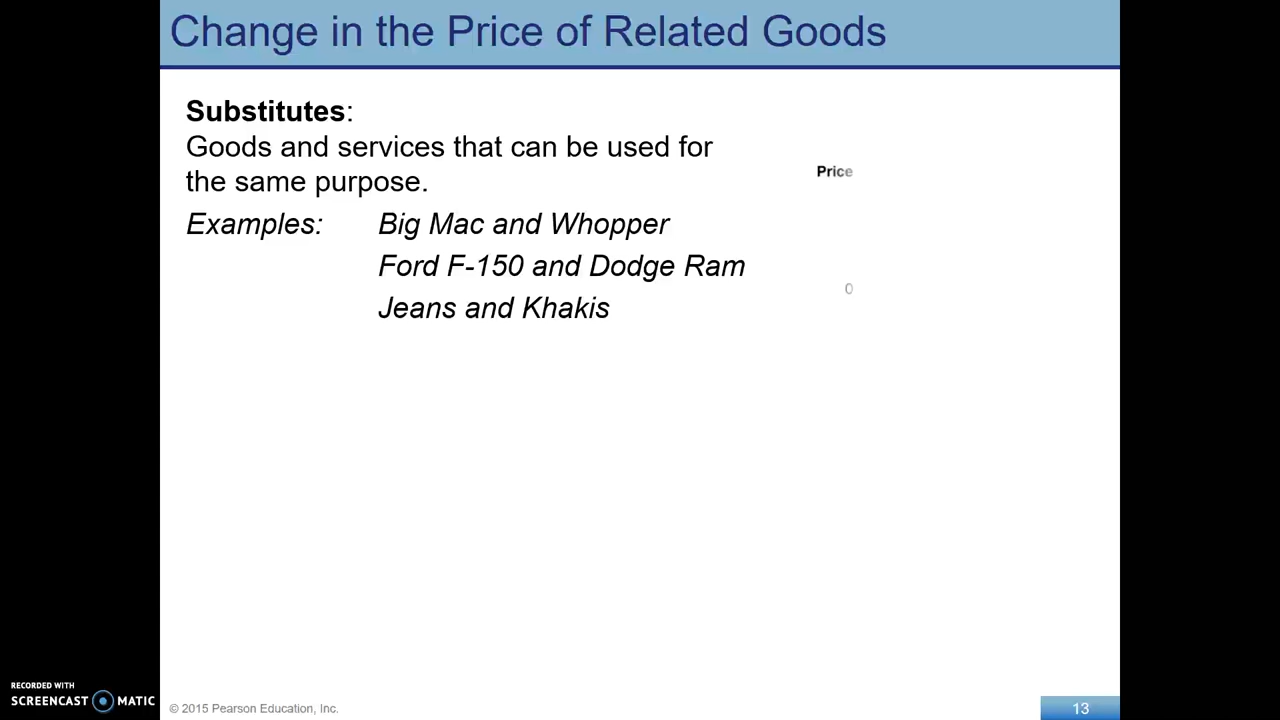 Change in the Price of Related Goods
Substitutes:
Goods and services that can be used for
the same purpose.
Examples: Big Mac and Whopper
Ford F-150 and Dodge Ram
Jeans and Khakis
Price
0
RECORDED WITH
SCREENCAST MATIC
© 2015 Pearson Education, Inc.
13